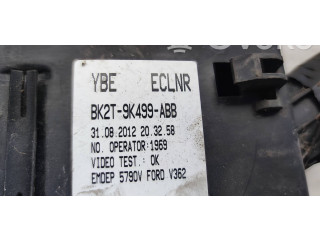 YBE ECLNR
BK2T-9K499-ABB
31.08.2012 20.32.58
NO. OPERATOR:1969
VIDEO TEST.: OK
EMDEP 5790V FORD V362